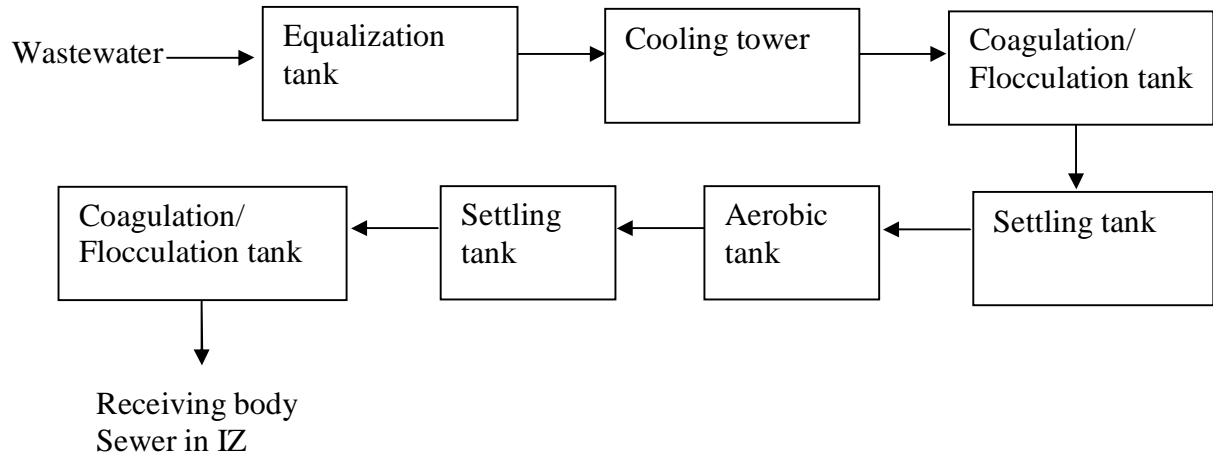 Wastewater
Equalization
tank
Cooling tower
Coagulation/
Flocculation tank
Settling tank
Aerobic
tank
Settling
tank
Coagulation/
Flocculation tank
Receiving body
Sewer in IZ